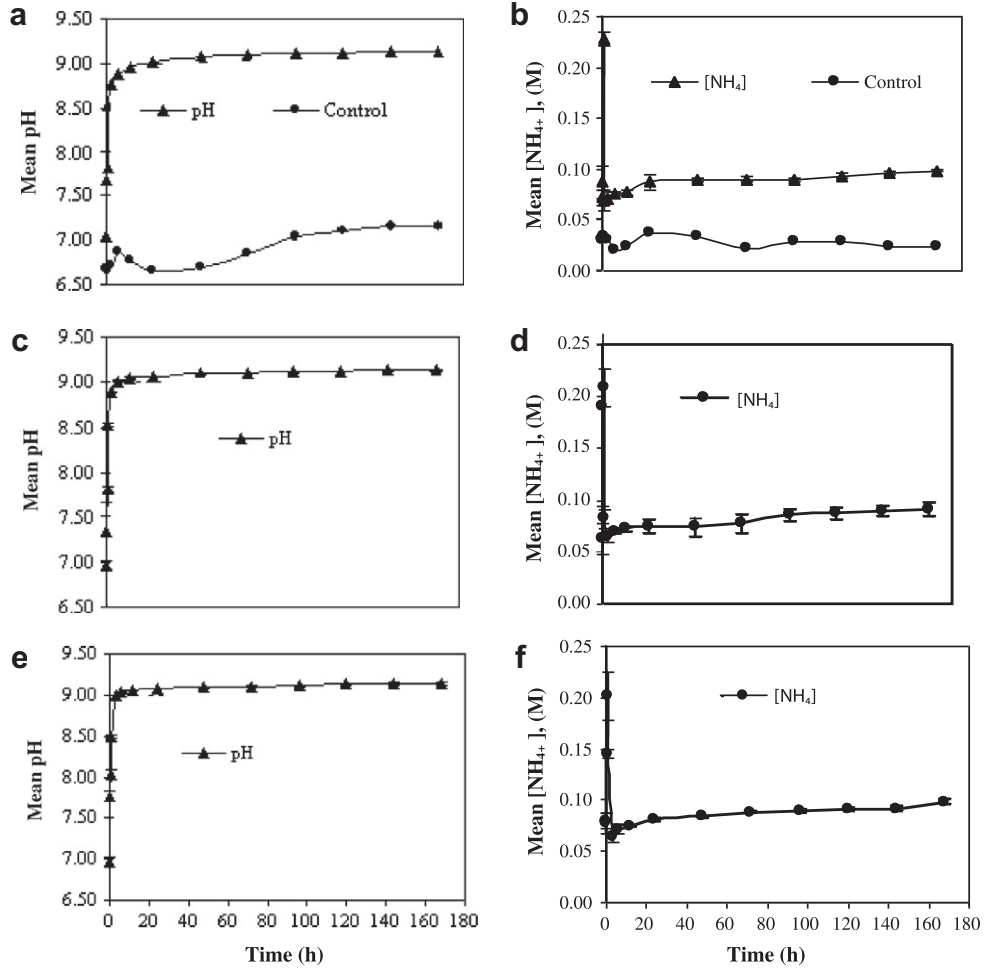 a
9.50
9.00
8.50
8.00
7.50
7.00
6.50
Mean pH
pH
Control
b
0.25
0.20
0.15
0.10
0.05
0.00
Mean [NH₄₊], (M)
[NH₄]
Control
c
9.50
9.00
8.50
8.00
7.50
7.00
6.50
Mean pH
pH
d
0.25
0.20
0.15
0.10
0.05
0.00
Mean [NH₄₊], (M)
[NH₄]
e
9.50
9.00
8.50
8.00
7.50
7.00
6.50
Mean pH
pH
0 20 40 60 80 100 120 140 160 180
Time (h)
f
0.25
0.20
0.15
0.10
0.05
0.00
Mean [NH₄₊], (M)
[NH₄]
0 20 40 60 80 100 120 140 160 180
Time (h)